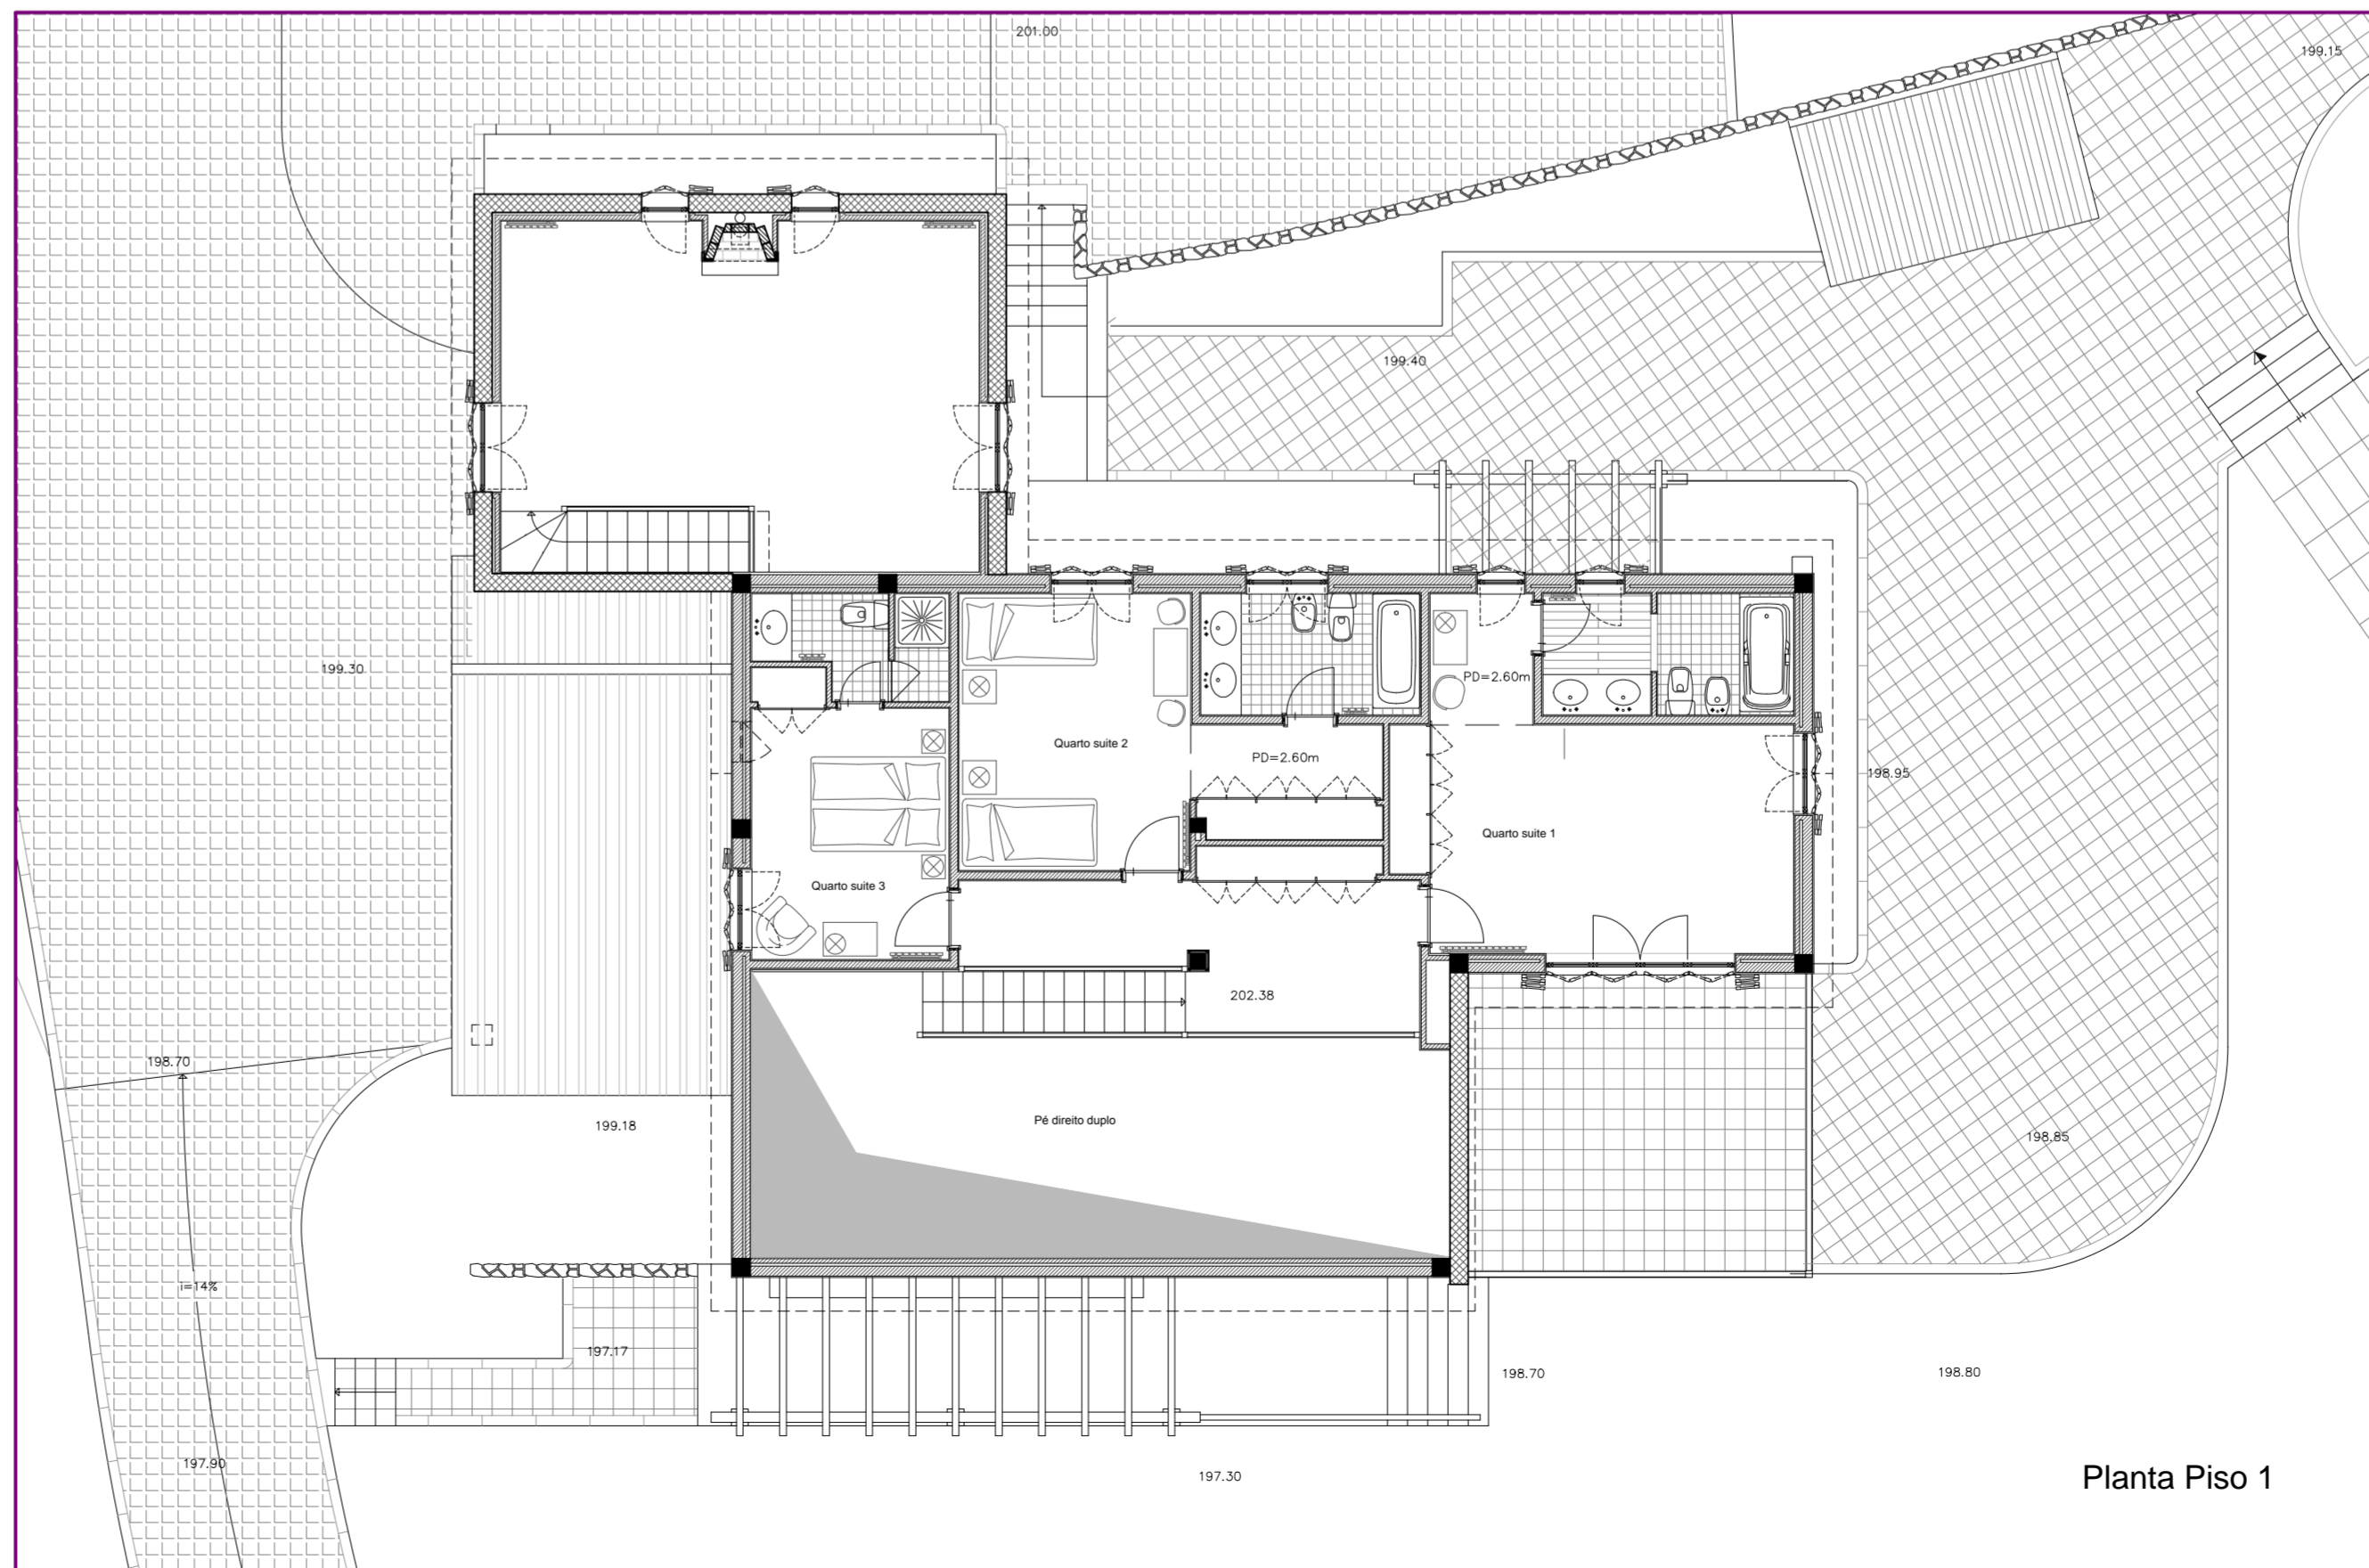 201.00
199.15
199.40
199.30
PD=2.60m
Quarto suite 2
PD=2.60m
198.95
Quarto suite 1
Quarto suite 3
202.38
198.70
Pé direito duplo
199.18
198.85
i=14%
197.17
198.70
198.80
197.90
197.30
Planta Piso 1